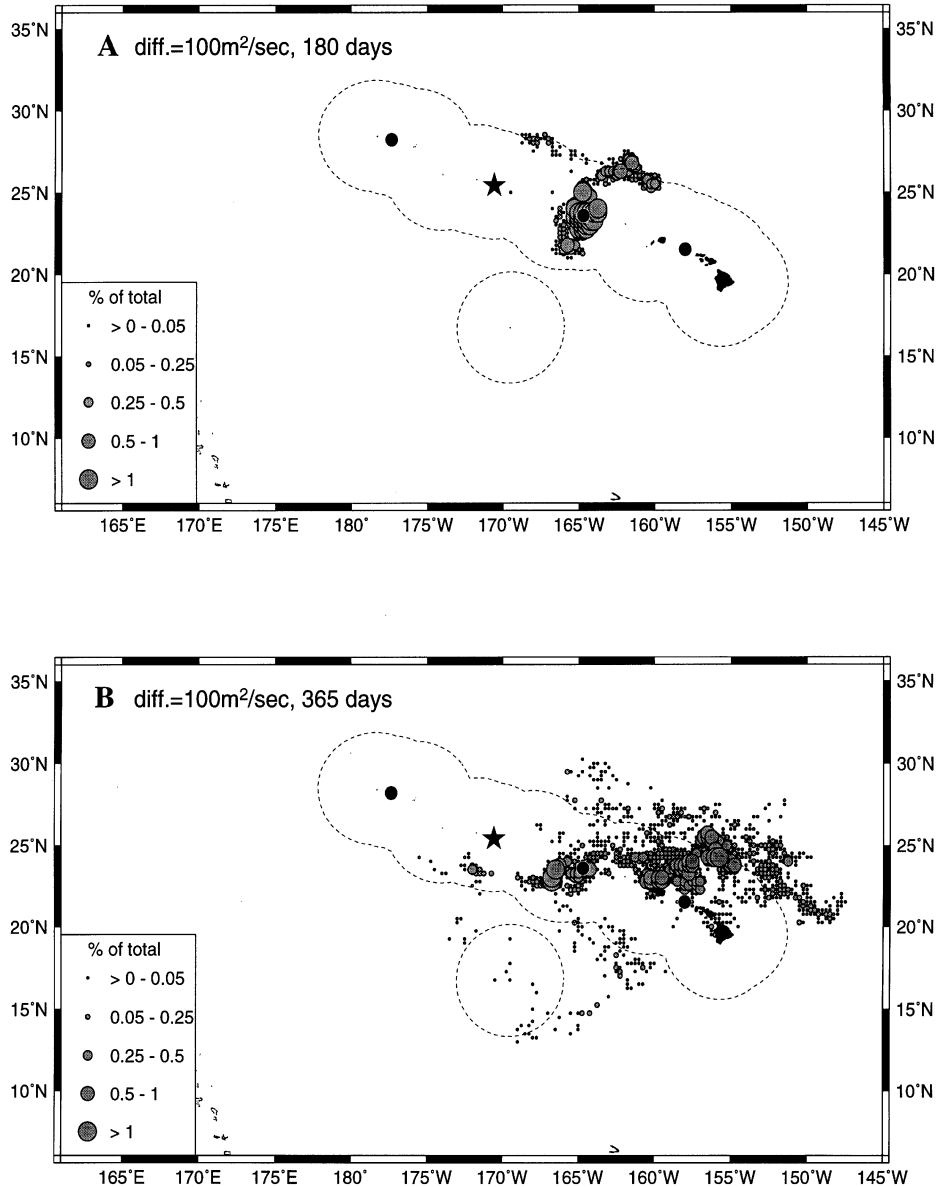 A diff.=100m²/sec, 180 days
35˚N 35˚N
30˚N 30˚N
25˚N 25˚N
20˚N 20˚N
15˚N 15˚N
10˚N 10˚N
% of total
> 0 - 0.05
0.05 - 0.25
0.25 - 0.5
0.5 - 1
> 1
165˚E 170˚E 175˚E 180˚ 175˚W 170˚W 165˚W 160˚W 155˚W 150˚W 145˚W
B diff.=100m²/sec, 365 days
35˚N 35˚N
30˚N 30˚N
25˚N 25˚N
20˚N 20˚N
15˚N 15˚N
10˚N 10˚N
% of total
> 0 - 0.05
0.05 - 0.25
0.25 - 0.5
0.5 - 1
> 1
165˚E 170˚E 175˚E 180˚ 175˚W 170˚W 165˚W 160˚W 155˚W 150˚W 145˚W